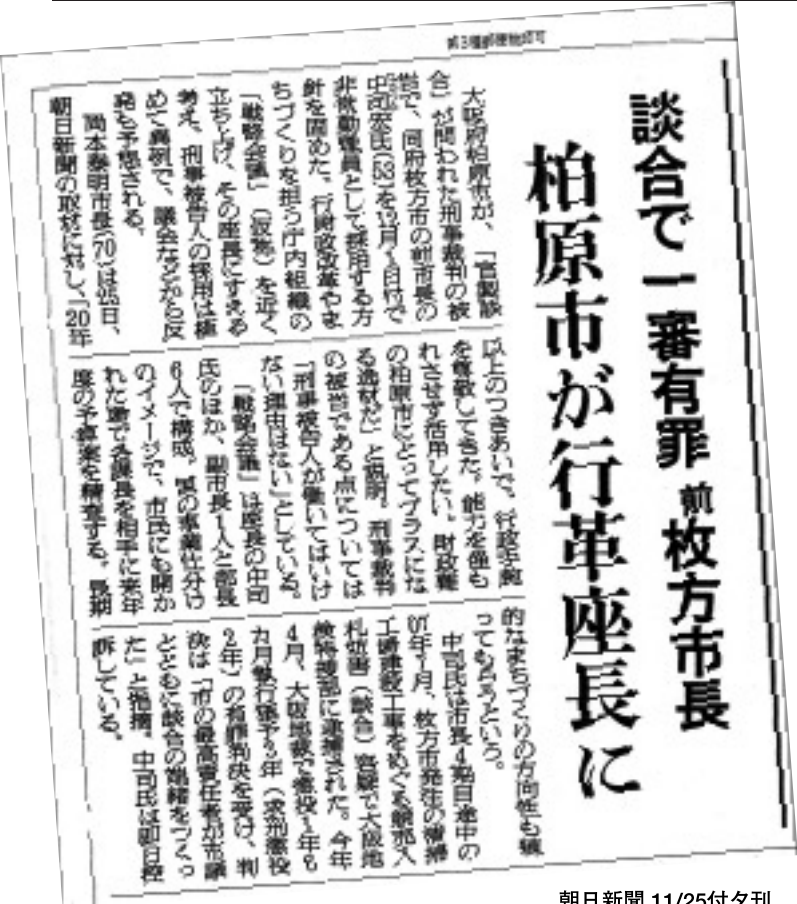 第3種郵便物認可
談合で一審有罪 前枚方市長
柏原市が行革座長に
大阪府柏原市が、「官製談
合」が問われた刑事裁判の被
告で、同府枚方市の前市長の
中司宏氏(53)を12月1日付で
非常勤職員として採用する方
針を固めた。行財政改革やま
ちづくりを担う庁内組織の
「戦略会議」(仮称)を近く
立ち上げ、その座長にすえる
考え。刑事被告人の採用は極
めて異例で、議会などから反
発も予想される。
岡本泰明市長(70)は25日、
朝日新聞の取材に対し、「20年
以上のつきあいで、行政手腕
を尊敬してきた。能力を埋も
れさせず活用したい。財政難
の柏原市にとってプラスにな
る逸材だ」と説明。刑事裁判
の被告である点については
「刑事被告人が働いてはいけ
ない理由はない」としている。
「戦略会議」は座長の中司
氏のほか、副市長1人と部長
6人で構成。国の事業仕分け
のイメージで、市民にも開か
れた場で各課長を相手に来年
度の予算案を精査する。長期
的なまちづくりの方向性も練
ってもらうという。
中司氏は市長4期目途中の
07年7月、枚方市発注の清掃
工場建設工事をめぐる競売入
札妨害(談合)容疑で大阪地
検特捜部に逮捕された。今年
4月、大阪地裁で懲役1年6
カ月執行猶予3年(求刑懲役
2年)の有罪判決を受け、判
決は「市の最高責任者が市議
とともに談合の端緒をつくっ
た」と指摘。中司氏は即日控
訴している。
朝日新聞 11/25付夕刊